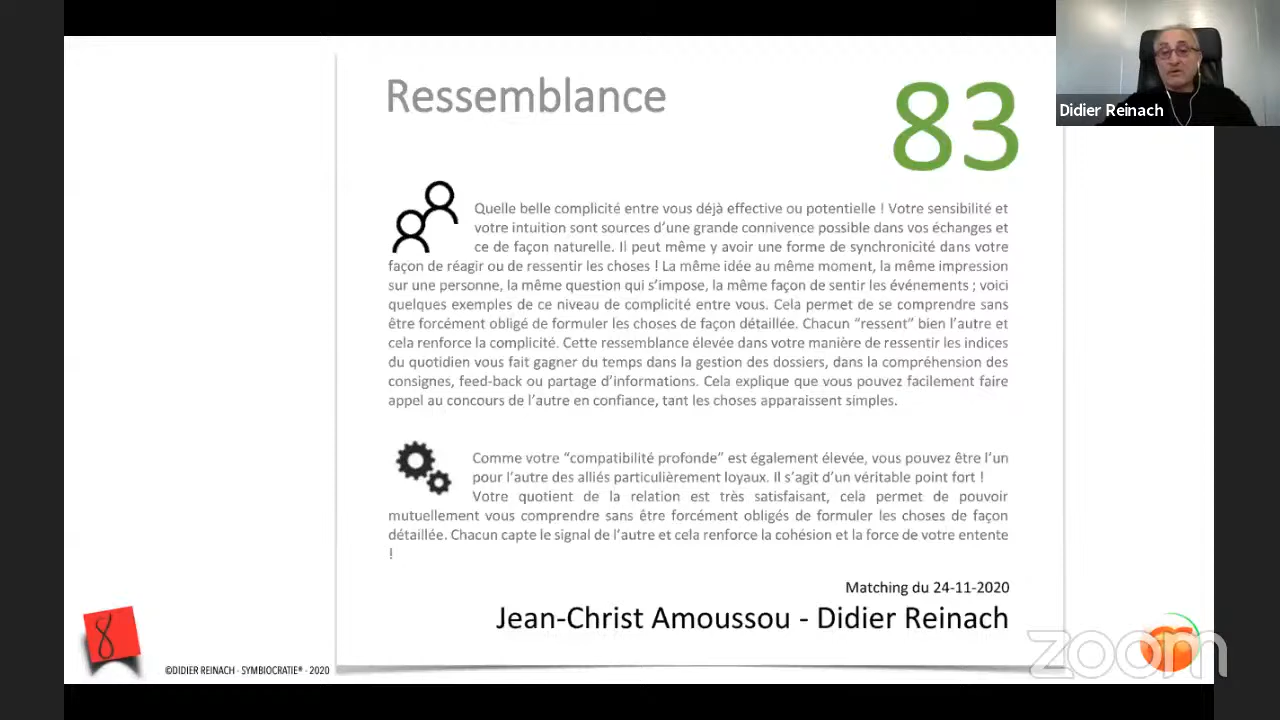 Ressemblance
83
Didier Reinach
Quelle belle complicité entre vous déjà effective ou potentielle ! Votre sensibilité et
votre intuition sont sources d’une grande connivence possible dans vos échanges et
ce de façon naturelle. Il peut même y avoir une forme de synchronicité dans votre
façon de réagir ou de ressentir les choses ! La même idée au même moment, la même impression
sur une personne, la même question qui s’impose, la même façon de sentir les événements ; voici
quelques exemples de ce niveau de complicité entre vous. Cela permet de se comprendre sans
être forcément obligé de formuler les choses de façon détaillée. Chacun “ressent” bien l’autre et
cela renforce la complicité. Cette ressemblance élevée dans votre manière de ressentir les indices
du quotidien vous fait gagner du temps dans la gestion des dossiers, dans la compréhension des
consignes, feed-back ou partage d’informations. Cela explique que vous pouvez facilement faire
appel au concours de l’autre en confiance, tant les choses apparaissent simples.
Comme votre “compatibilité profonde” est également élevée, vous pouvez être l’un
pour l’autre des alliés particulièrement loyaux. Il s’agit d’un véritable point fort !
Votre quotient de la relation est très satisfaisant, cela permet de pouvoir
mutuellement vous comprendre sans être forcément obligés de formuler les choses de façon
détaillée. Chacun capte le signal de l’autre et cela renforce la cohésion et la force de votre entente
!
Matching du 24-11-2020
Jean-Christ Amoussou - Didier Reinach
8
©DIDIER REINACH - SYMBIOCRATIE® - 2020
zoom